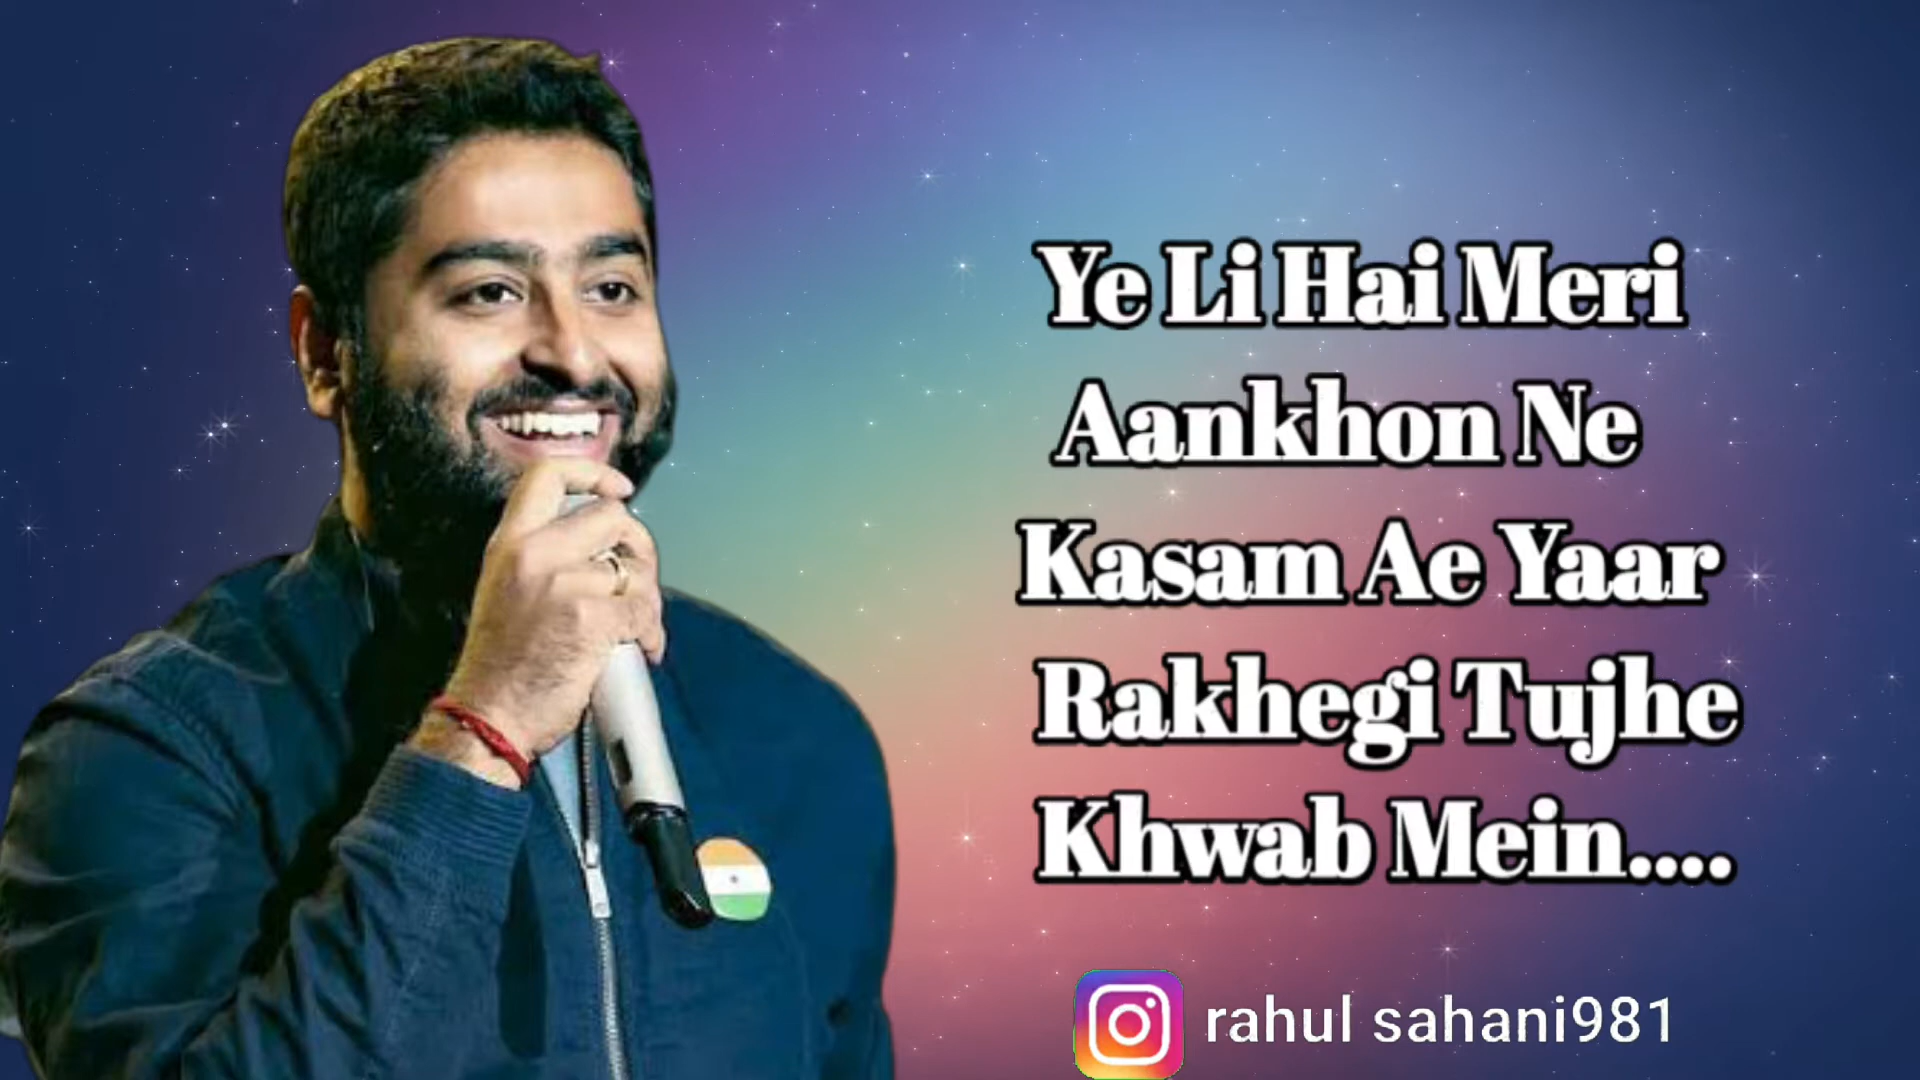 Ye Li Hai Meri
Aankhon Ne
Kasam Ae Yaar
Rakhegi Tujhe
Khwab Mein....
rahul sahani981